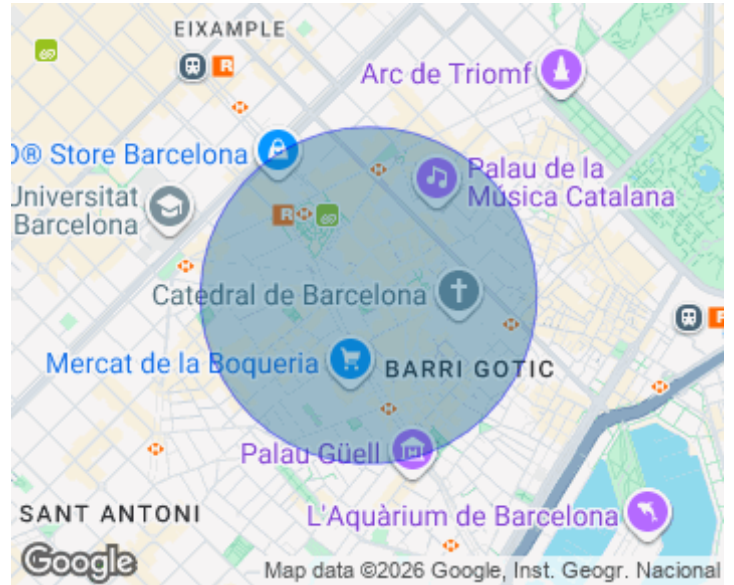 EIXAMPLE
R
Arc de Triomf
O® Store Barcelona
Palau de la
Música Catalana
Universitat
Barcelona
R
Catedral de Barcelona
Mercat de la Boqueria
BARRI GOTIC
Palau Güell
SANT ANTONI
L'Aquàrium de Barcelona
Google
Map data ©2026 Google, Inst. Geogr. Nacional